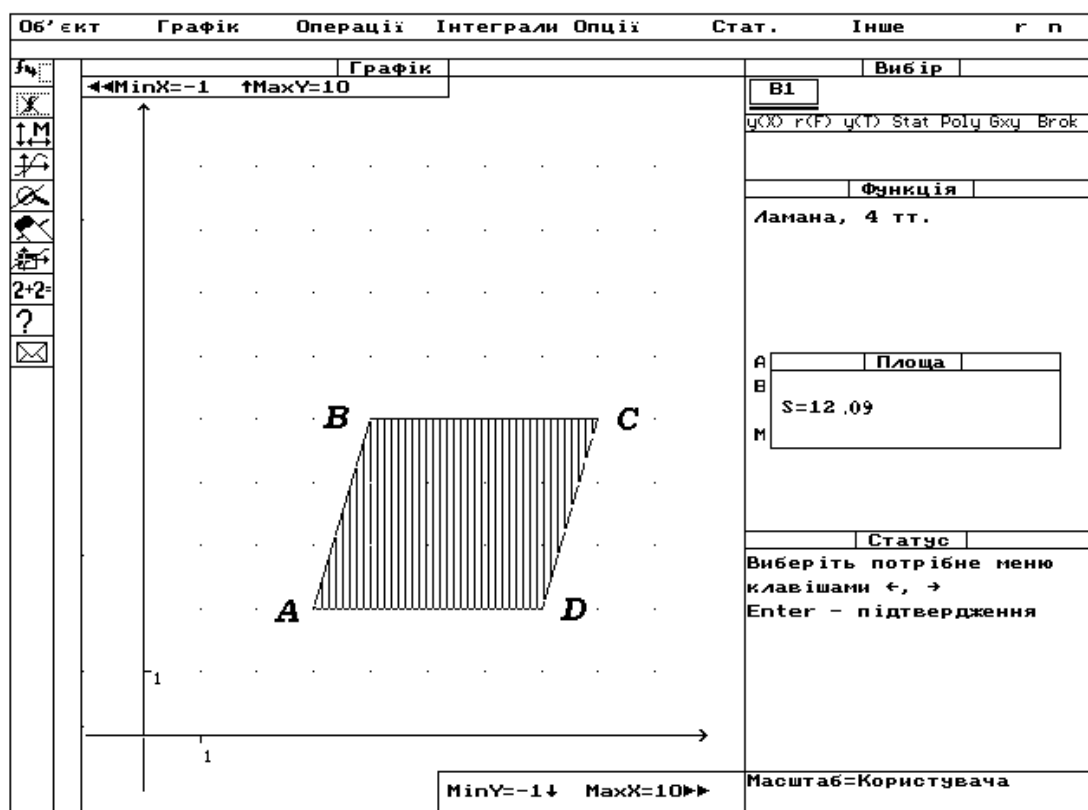 Об'єкт Графік Операції Інтеграли Опції Стат. Інше r n
Графік
◄◄MinX=-1 ↑MaxY=10
Вибір
B1
y(X) r(F) y(T) Stat Poly Gxy Brok
Функція
Ламана, 4 тт.
A
B
M
Площа
S=12.09
B C
A D
1
1
2+2=
?
M
Статус
Виберіть потрібне меню
клавішами ←, →
Enter - підтвердження
MinY=-1↓ MaxX=10►►
Масштаб=Користувача